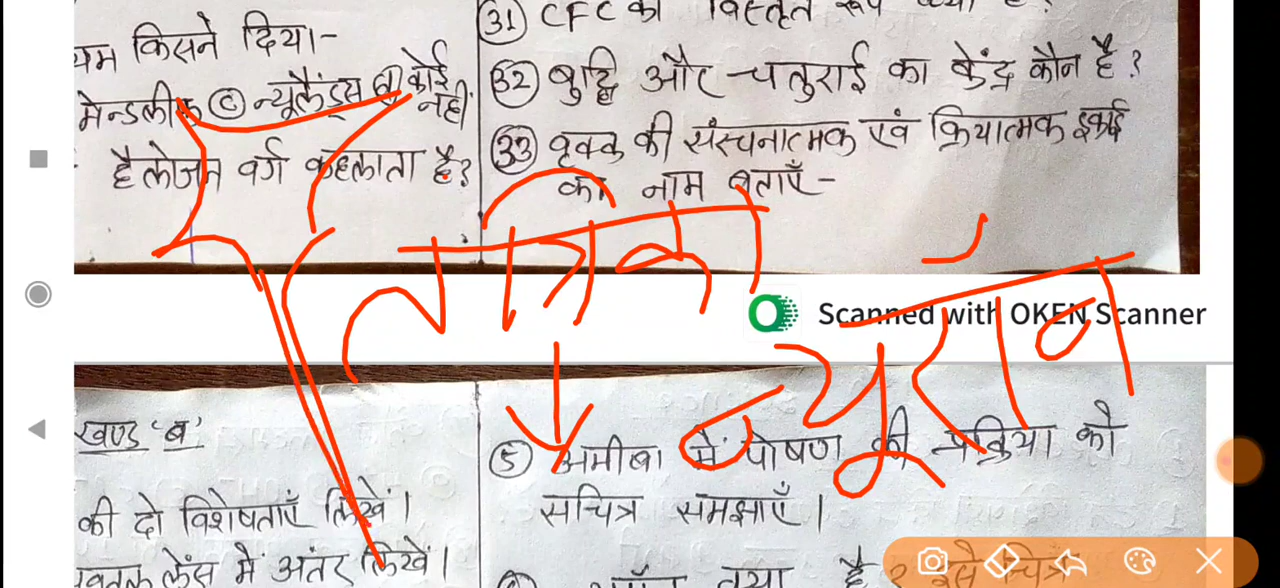 यम किसने दिया-
मेन्डलीफ © न्यूलैंड्स कोई नहीं
हैलोजन वर्ग कहलाता है?
31 CFC का विस्तृत रूप क्या है?
32 बुद्धि और चतुराई का केंद्र कौन है?
33 वृक्क की संरचनात्मक एवं क्रियात्मक इकाई
का नाम बताएँ-
न्यूरॉन
Scanned with OKEN Scanner
खण्ड 'ब'
की दो विशेषताएँ लिखें।
लेंस में अंतर लिखें।
5 अमीबा में पोषण की प्रक्रिया को
सचित्र समझाएँ।